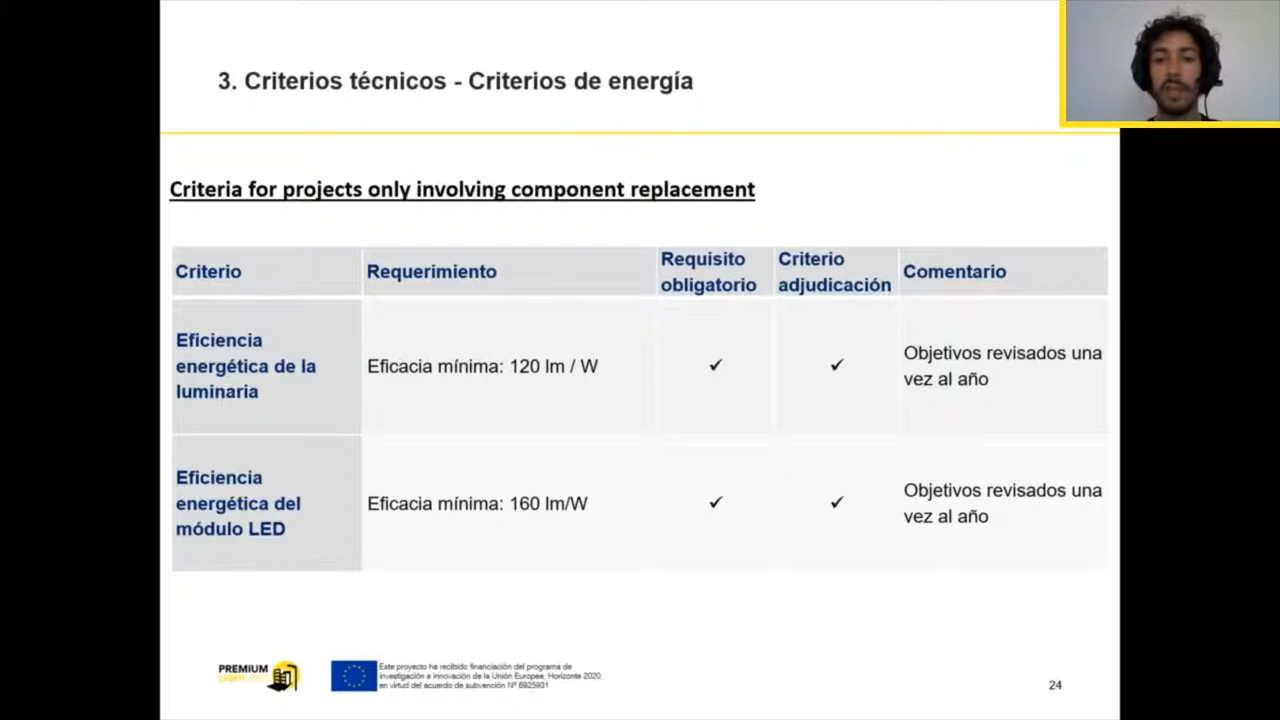 3. Criterios técnicos - Criterios de energía
Criteria for projects only involving component replacement
Criterio
Requerimiento
Requisito
obligatorio
Criterio
adjudicación
Comentario
Eficiencia
energética de la
luminaria
Eficacia mínima: 120 lm / W
✓
✓
Objetivos revisados una
vez al año
Eficiencia
energética del
módulo LED
Eficacia mínima: 160 lm/W
✓
✓
Objetivos revisados una
vez al año
PREMIUM
LIGHT PRO
Este proyecto ha recibido financiación del programa de
investigación e innovación de la Unión Europea, Horizonte 2020,
en virtud del acuerdo de subvención Nº 6925931
24